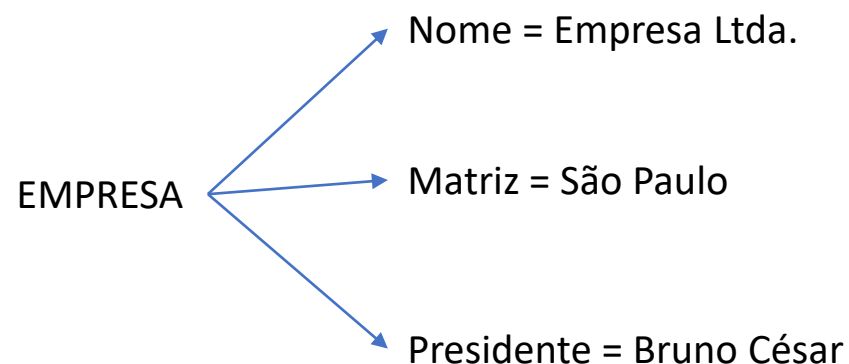 Nome = Empresa Ltda.
EMPRESA
Matriz = São Paulo
Presidente = Bruno César